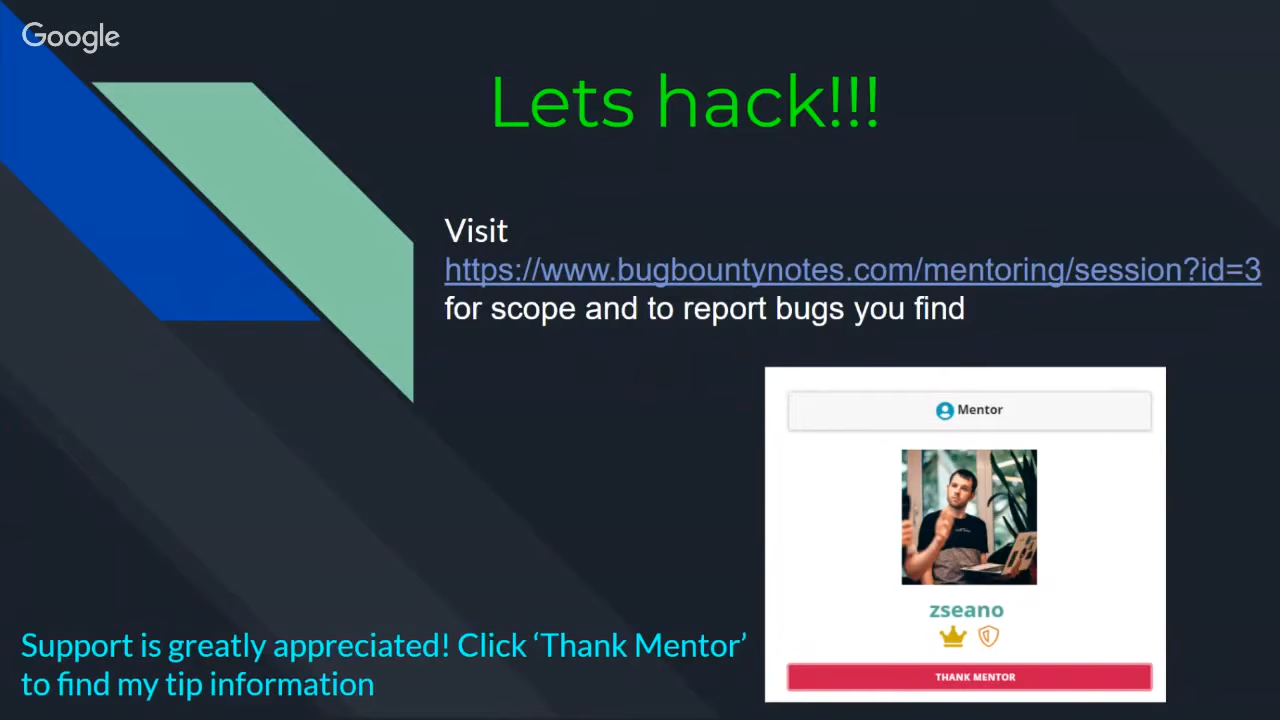 Google
Lets hack!!!
Visit
https://www.bugbountynotes.com/mentoring/session?id=3
for scope and to report bugs you find
Mentor
zseano
THANK MENTOR
Support is greatly appreciated! Click ‘Thank Mentor’
to find my tip information